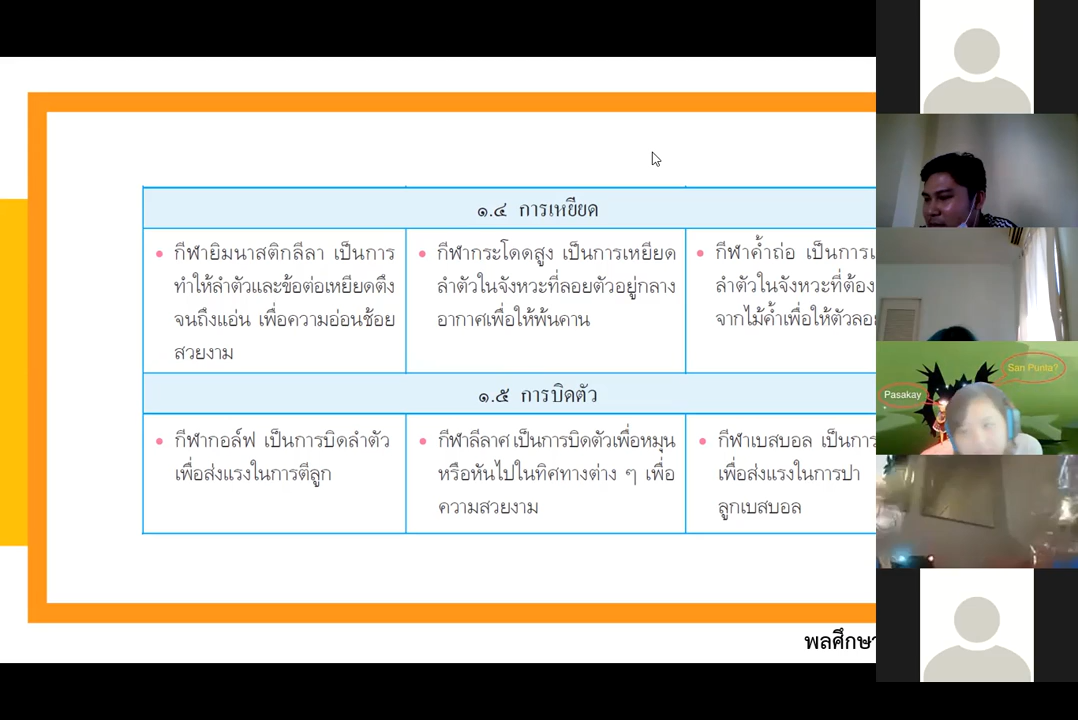 ๑.๔ การเหยียด
• กีฬายิมนาสติกลีลา เป็นการ
ทำให้ลำตัวและข้อต่อเหยียดตึง
จนถึงแอ่น เพื่อความอ่อนช้อย
สวยงาม
• กีฬากระโดดสูง เป็นการเหยียด
ลำตัวในจังหวะที่ลอยตัวอยู่กลาง
อากาศเพื่อให้พ้นคาน
• กีฬาค้ำถ่อ เป็นการเ
ลำตัวในจังหวะที่ต้อง
จากไม้ค้ำเพื่อให้ตัวลอย
๑.๕ การบิดตัว
• กีฬากอล์ฟ เป็นการบิดลำตัว
เพื่อส่งแรงในการตีลูก
• กีฬาลีลาศ เป็นการบิดตัวเพื่อหมุน
หรือหันไปในทิศทางต่าง ๆ เพื่อ
ความสวยงาม
• กีฬาเบสบอล เป็นการ
เพื่อส่งแรงในการปา
ลูกเบสบอล
พลศึกษา
San Punta?
Pasakay